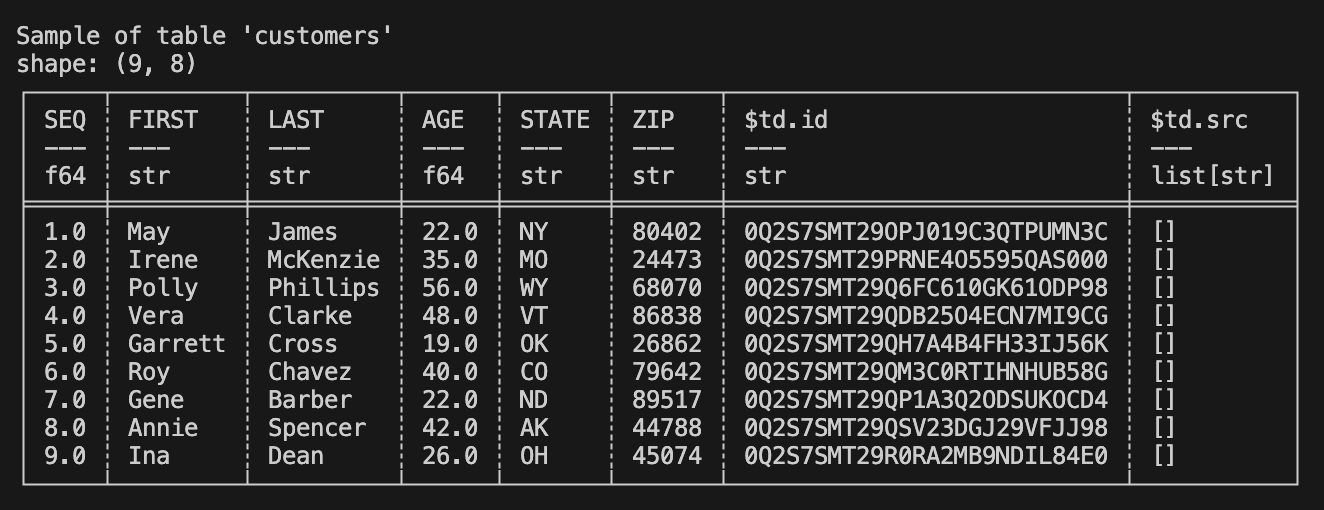 Sample of table 'customers'
shape: (9, 8)
SEQ FIRST LAST AGE STATE ZIP $td.id $td.src
--- --- --- --- --- --- --- ---
f64 str str f64 str str str list[str]
1.0 May James 22.0 NY 80402 0Q2S7SMT29OPJ019C3QTPUMN3C []
2.0 Irene McKenzie 35.0 MO 24473 0Q2S7SMT29PRNE4O5595QAS000 []
3.0 Polly Phillips 56.0 WY 68070 0Q2S7SMT29Q6FC610GK61ODP98 []
4.0 Vera Clarke 48.0 VT 86838 0Q2S7SMT29QDB25O4ECN7MI9CG []
5.0 Garrett Cross 19.0 OK 26862 0Q2S7SMT29QH7A4B4FH33IJ56K []
6.0 Roy Chavez 40.0 CO 79642 0Q2S7SMT29QM3C0RTIHNHUB58G []
7.0 Gene Barber 22.0 ND 89517 0Q2S7SMT29QP1A3Q2ODSUKOCD4 []
8.0 Annie Spencer 42.0 AK 44788 0Q2S7SMT29QSV23DGJ29VFJJ98 []
9.0 Ina Dean 26.0 OH 45074 0Q2S7SMT29R0RA2MB9NDIL84E0 []